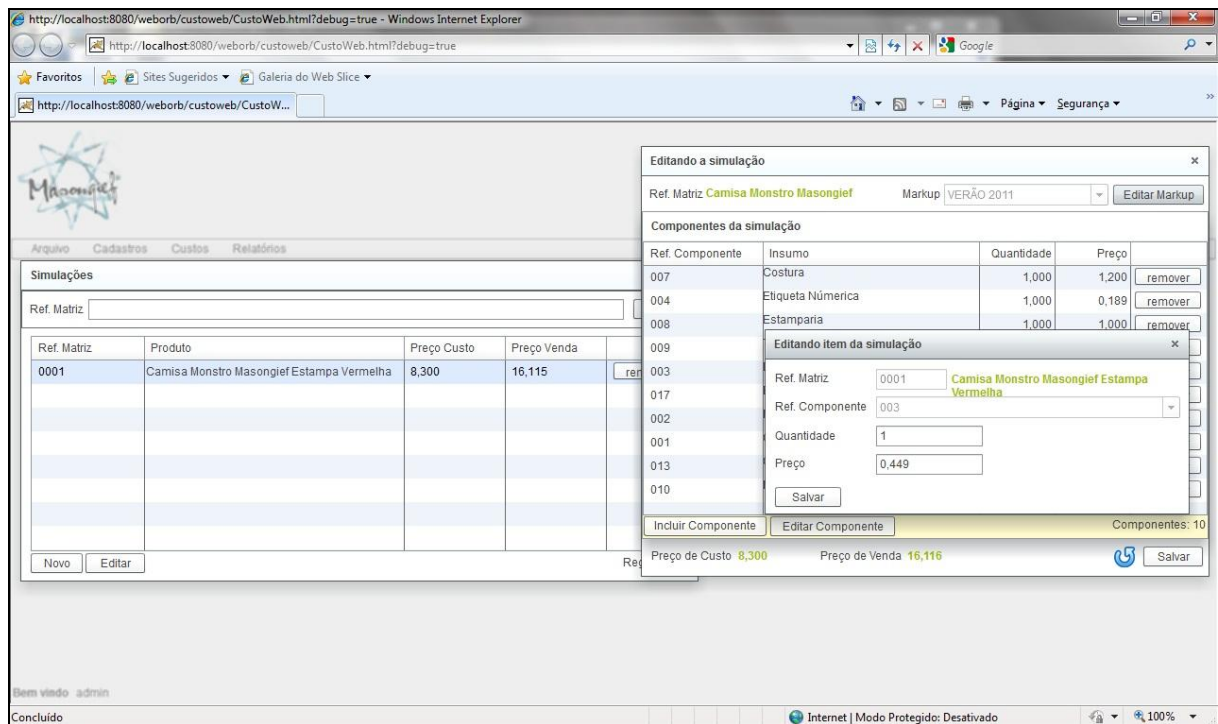 http://localhost:8080/weborb/custoweb/CustoWeb.html?debug=true - Windows Internet Explorer
http://localhost:8080/weborb/custoweb/CustoWeb.html?debug=true
Google
Favoritos
Sites Sugeridos
Galeria do Web Slice
http://localhost:8080/weborb/custoweb/CustoW...
Página
Segurança
Masongief
Arquivo Cadastros Custos Relatórios
Simulações
Ref. Matriz
Ref. Matriz Produto Preço Custo Preço Venda
0001 Camisa Monstro Masongief Estampa Vermelha 8,300 16,115
Novo Editar
Editando a simulação
Ref. Matriz Camisa Monstro Masongief Markup VERÃO 2011 Editar Markup
Componentes da simulação
Ref. Componente Insumo Quantidade Preço
007 Costura 1,000 1,200 remover
004 Etiqueta Númerica 1,000 0,189 remover
008 Estamparia 1,000 1,000 remover
009
003
017
002
001
013
010
Editando item da simulação
Ref. Matriz 0001 Camisa Monstro Masongief Estampa
Vermelha
Ref. Componente 003
Quantidade 1
Preço 0,449
Salvar
Incluir Componente Editar Componente Componentes: 10
Preço de Custo 8,300 Preço de Venda 16,116 Salvar
Bem vindo admin
Concluído
Internet | Modo Protegido: Desativado
100%